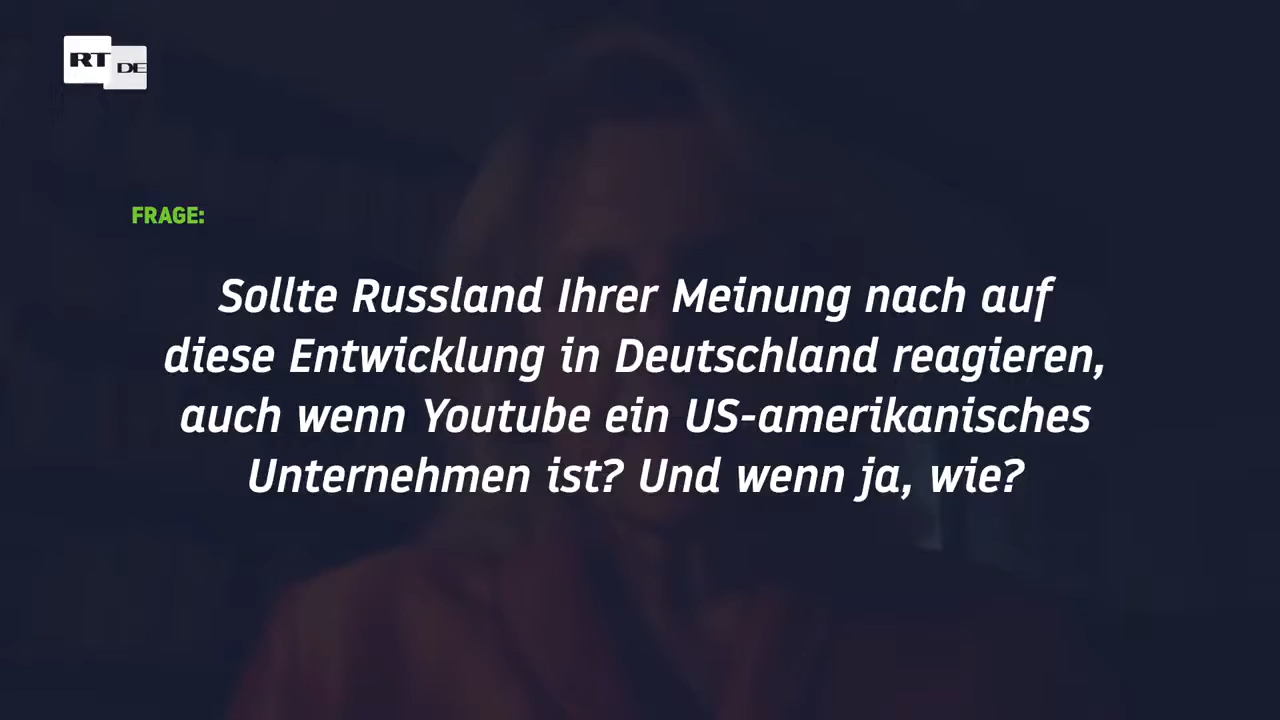 RT DE
FRAGE:
Sollte Russland Ihrer Meinung nach auf
diese Entwicklung in Deutschland reagieren,
auch wenn Youtube ein US-amerikanisches
Unternehmen ist? Und wenn ja, wie?